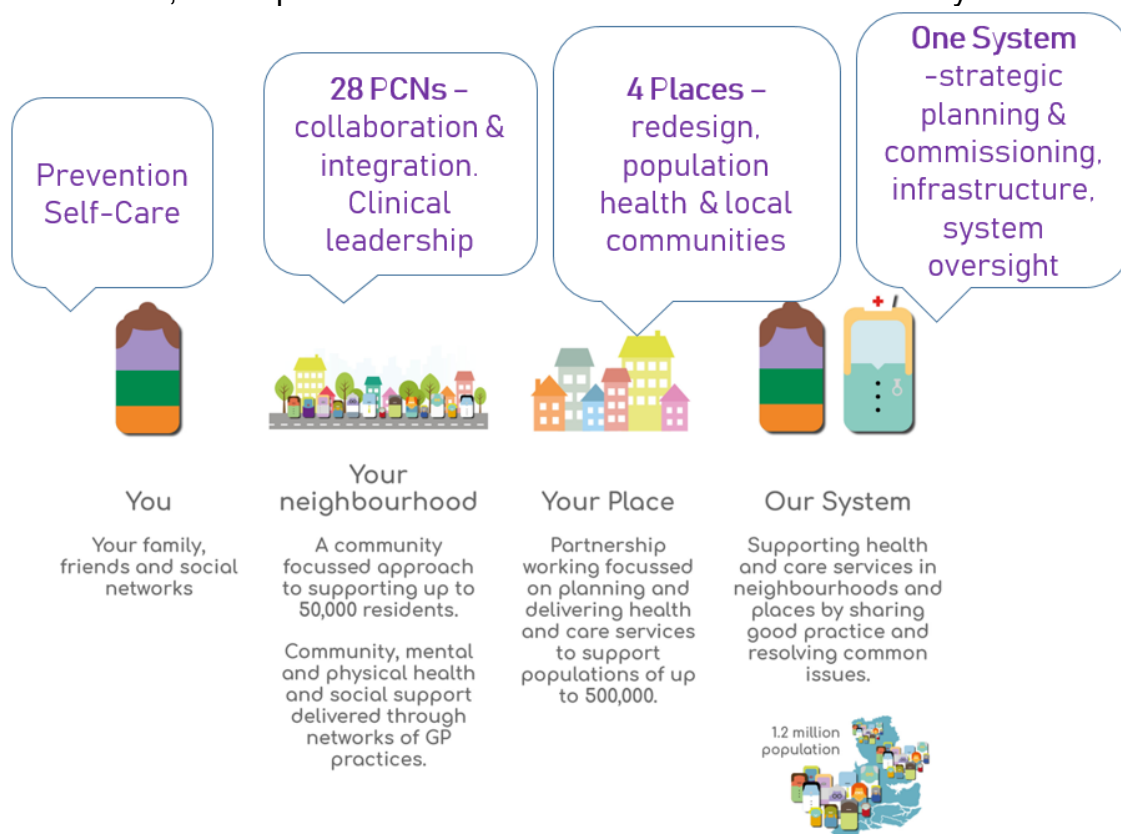 Prevention
Self-Care
28 PCNs –
collaboration &
integration.
Clinical
leadership
4 Places –
redesign,
population
health & local
communities
One System
-strategic
planning &
commissioning,
infrastructure,
system
oversight
You
Your family,
friends and social
networks
Your
neighbourhood
A community
focussed approach
to supporting up to
50,000 residents.
Community, mental
and physical health
and social support
delivered through
networks of GP
practices.
Your Place
Partnership
working focussed
on planning and
delivering health
and care services
to support
populations of up
to 500,000.
Our System
Supporting health
and care services in
neighbourhoods and
places by sharing
good practice and
resolving common
issues.
1.2 million
population